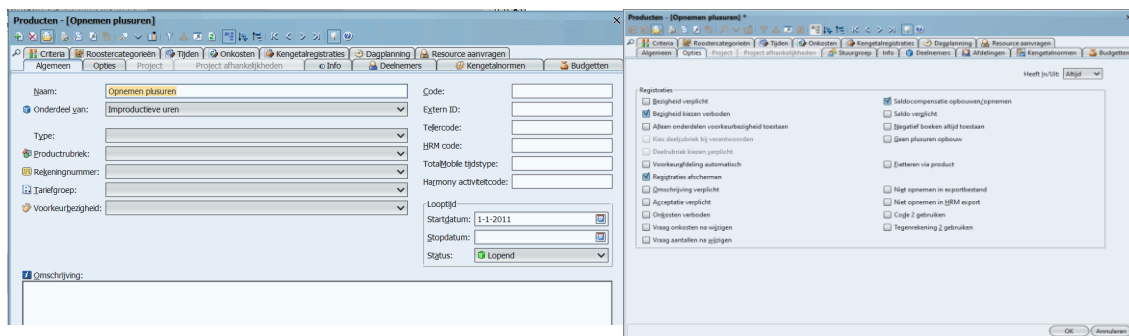 Producten - [Opnemen plusuren]
Criteria Roostercategorieën Tijden Onkosten Kengetalregistraties Dagplanning Resource aanvragen
Algemeen Opties Project Project afhankelijkheden Info Deelnemers Kengetalnormen Budgetten
Naam: Opnemen plusuren
Onderdeel van: Improductieve uren
Type:
Productrubriek:
Rekeningnummer:
Tariefgroep:
Voorkeurbezigheid:
Code:
Extern ID:
Tellercode:
HRM code:
TotalMobile tijdstype:
Harmony activiteitcode:
Looptijd
Startdatum: 1-1-2011
Stopdatum:
Status: Lopend
Omschrijving:
Producten - [Opnemen plusuren] *
Criteria Roostercategorieën Tijden Onkosten Kengetalregistraties Dagplanning Resource aanvragen
Algemeen Opties Project Project afhankelijkheden Stuurgroep Info Deelnemers Afdelingen Kengetalnormen Budgetten
Heeft In/Uit: Altijd
Registraties
Bezigheid verplicht
Bezigheid kiezen verboden
Alleen onderdelen voorkeurbezigheid toestaan
Kies deelrubriek bij verantwoorden
Deelrubriek kiezen verplicht
Voorkeurafdeling automatisch
Registraties afschermen
Omschrijving verplicht
Acceptatie verplicht
Onkosten verboden
Vraag onkosten na wijzigen
Vraag aantallen na wijzigen
Saldocompensatie opbouwen/opnemen
Saldo verplicht
Negatief boeken altijd toestaan
Geen plusuren opbouw
Fietteren via product
Niet opnemen in exportbestand
Niet opnemen in HRM export
Code 2 gebruiken
Tegenrekening 2 gebruiken
OK Annuleren